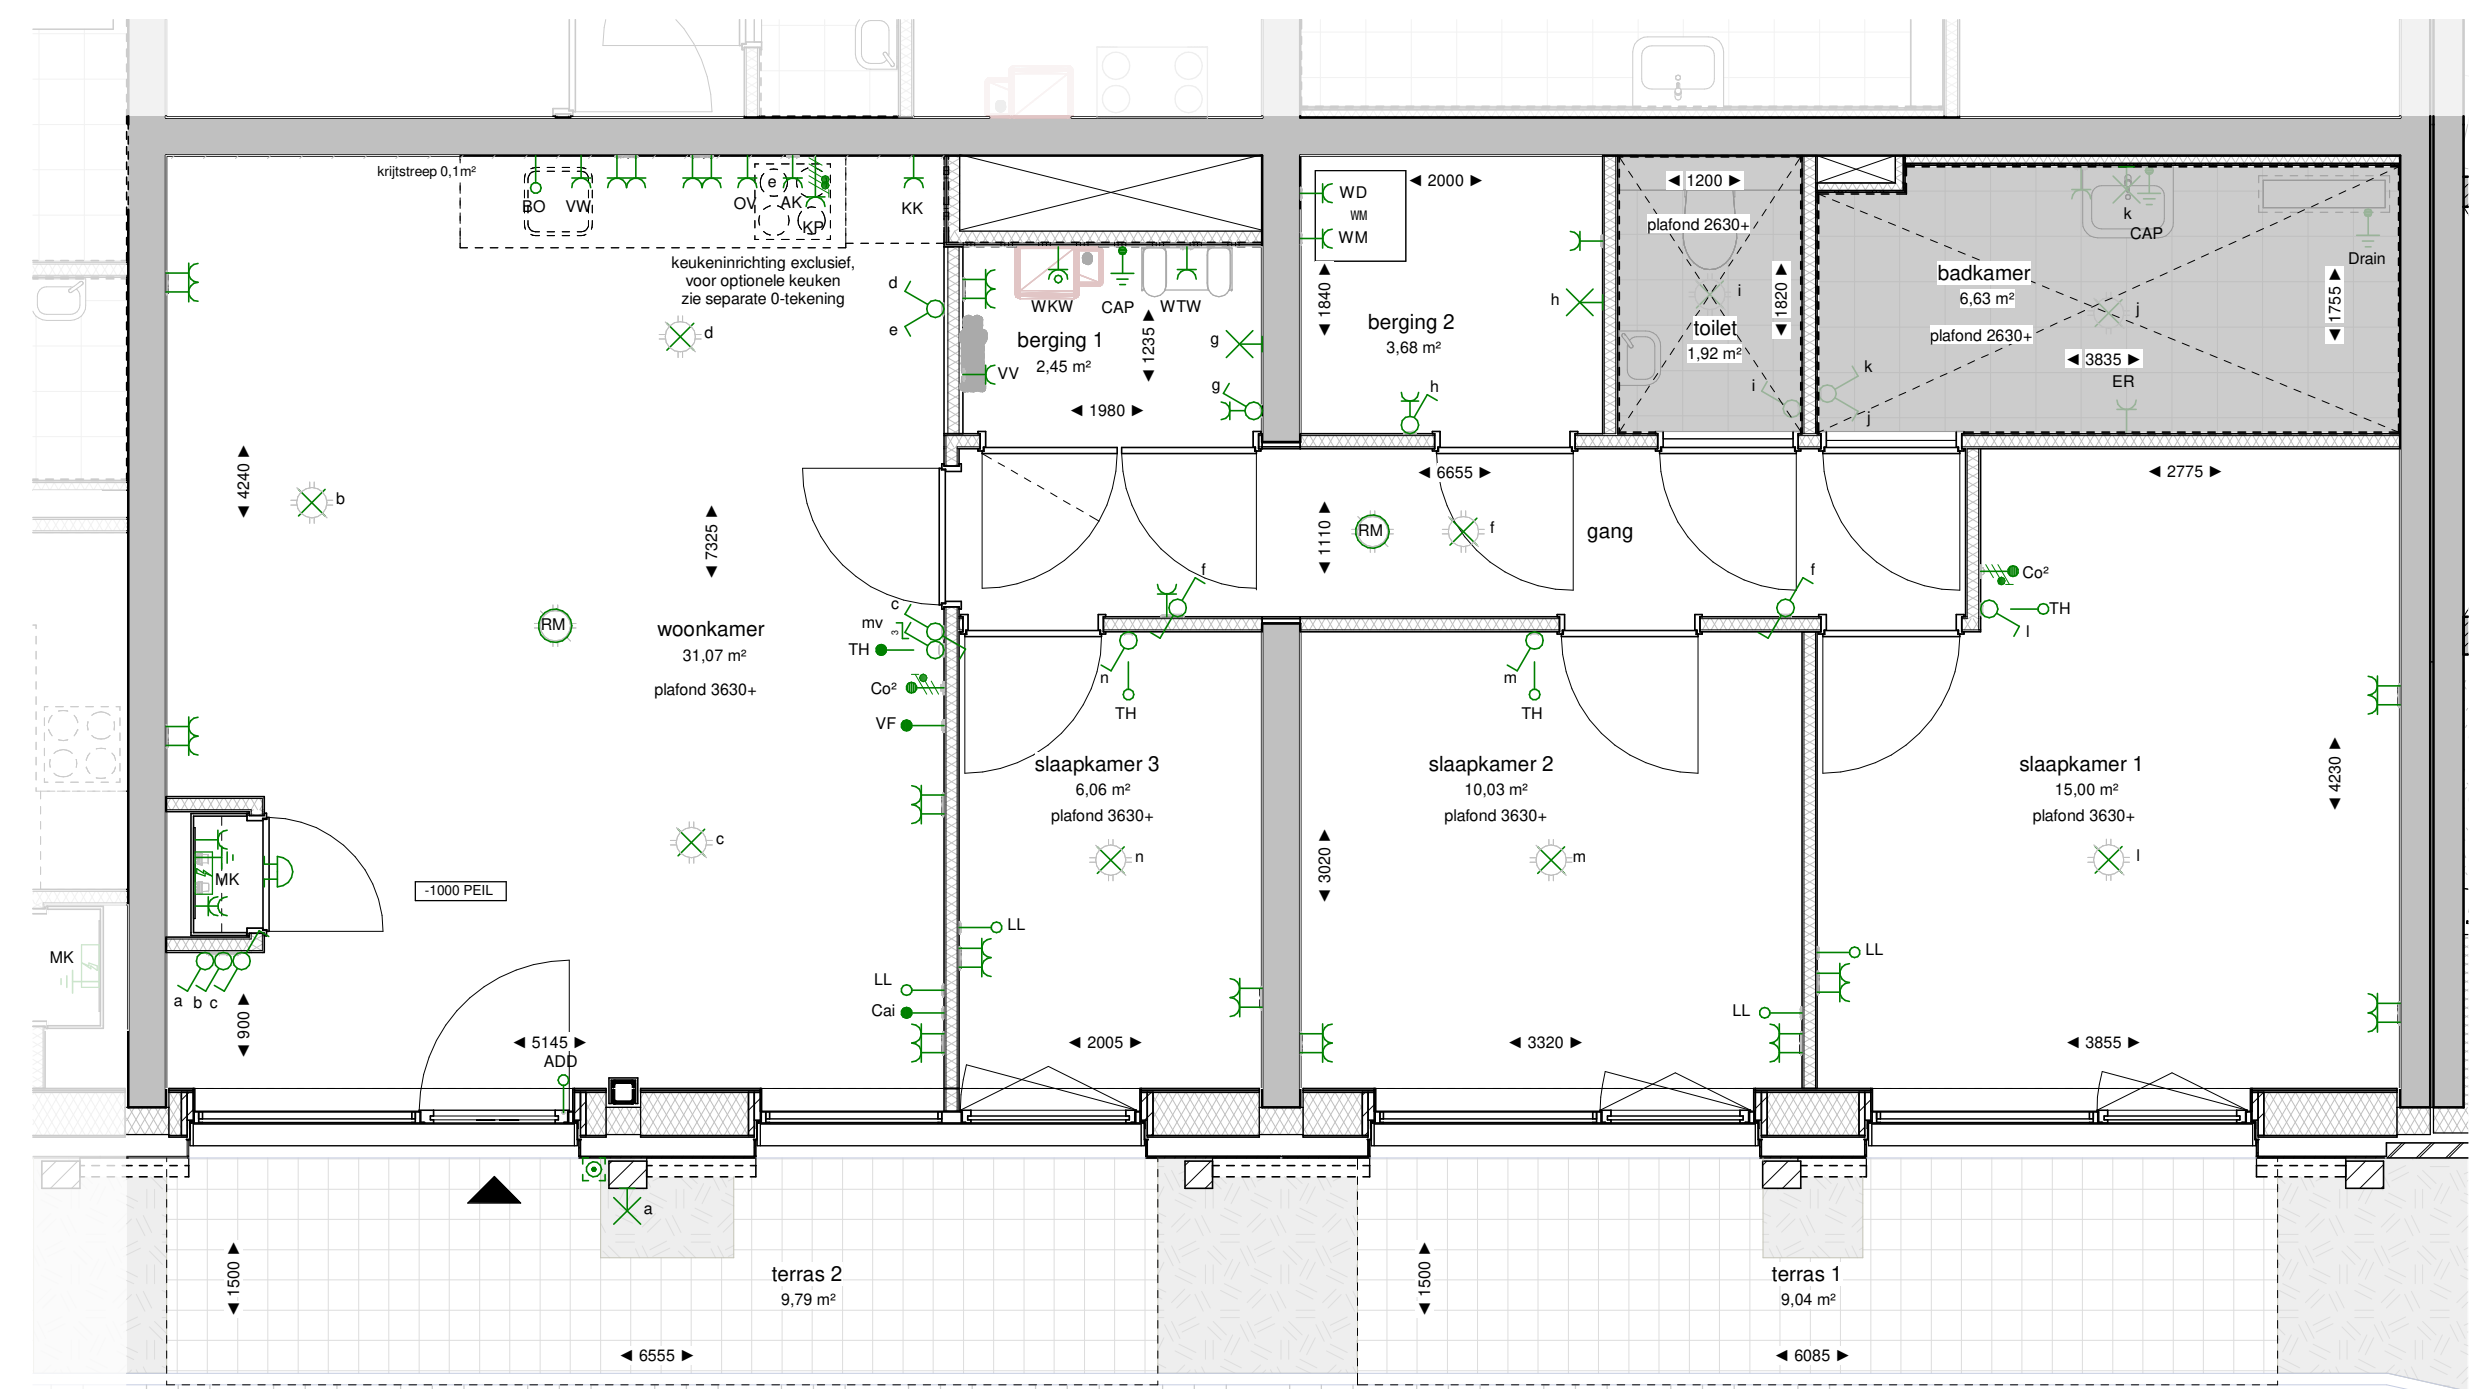 krijtstreep 0,1m²
BO
VW
OV
e
AK
KP
KK
keukeninrichting exclusief,
voor optionele keuken
zie separate 0-tekening
d
e
d
b
4240
7325
RM
woonkamer
31,07 m²
plafond 3630+
c
mv
3
TH
Co²
VF
c
MK
-1000 PEIL
a b c
900
5145
ADD
LL
Cai
MK
WKW
CAP
WTW
berging 1
2,45 m²
1235
VV
1980
g
g
WD
WM
WM
2000
1840
berging 2
3,68 m²
h
h
1200
plafond 2630+
i
1820
toilet
1,92 m²
i
k
CAP
Drain
badkamer
6,63 m²
plafond 2630+
j
1755
3835
ER
k
j
6655
1110
RM
f
gang
f
f
2775
Co²
TH
l
n
TH
slaapkamer 3
6,06 m²
plafond 3630+
n
LL
2005
m
TH
slaapkamer 2
10,03 m²
plafond 3630+
m
3020
LL
3320
slaapkamer 1
15,00 m²
plafond 3630+
l
4230
LL
3855
a
1500
terras 2
9,79 m²
6555
1500
terras 1
9,04 m²
6085